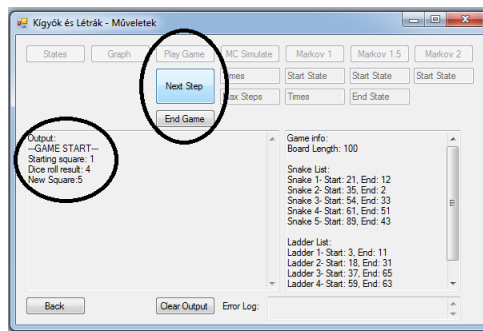 Kígyók és Létrák - Műveletek
States Graph Play Game MC Simulate Markov 1 Markov 1.5 Markov 2
Next Step Start State Start State Start State
Max Steps Times End State
End Game
Output:
---GAME START---
Starting square: 1
Dice roll result: 4
New Square:5
Game info:
Board Length: 100
Snake List:
Snake 1- Start: 21, End: 12
Snake 2- Start: 35, End: 2
Snake 3- Start: 54, End: 33
Snake 4- Start: 61, End: 51
Snake 5- Start: 89, End: 43
Ladder List:
Ladder 1- Start: 3, End: 11
Ladder 2- Start: 18, End: 31
Ladder 3- Start: 37, End: 65
Ladder 4- Start: 59, End: 63
Back Clear Output Error Log: